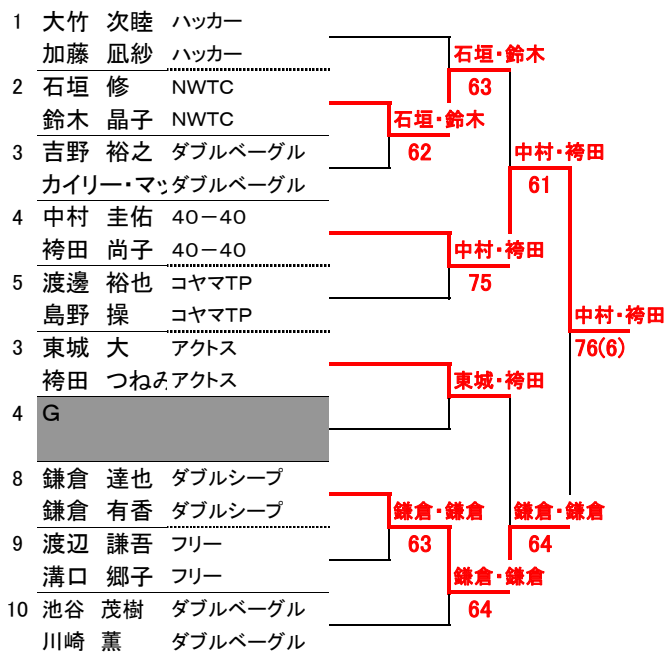 1 大竹 次睦 ハッカー
加藤 凪紗 ハッカー
石垣・鈴木
63
2 石垣 修 NWTC
鈴木 晶子 NWTC
石垣・鈴木
62
3 吉野 裕之 ダブルベーグル
カイリー・マッ ダブルベーグル
中村・袴田
61
4 中村 圭佑 40-40
袴田 尚子 40-40
中村・袴田
75
5 渡邊 裕也 コヤマTP
島野 操 コヤマTP
中村・袴田
76(6)
3 東城 大 アクトス
袴田 つねみ アクトス
東城・袴田
4 G
8 鎌倉 達也 ダブルシープ
鎌倉 有香 ダブルシープ
鎌倉・鎌倉
63
鎌倉・鎌倉
64
9 渡辺 謙吾 フリー
溝口 郷子 フリー
鎌倉・鎌倉
64
10 池谷 茂樹 ダブルベーグル
川崎 薫 ダブルベーグル